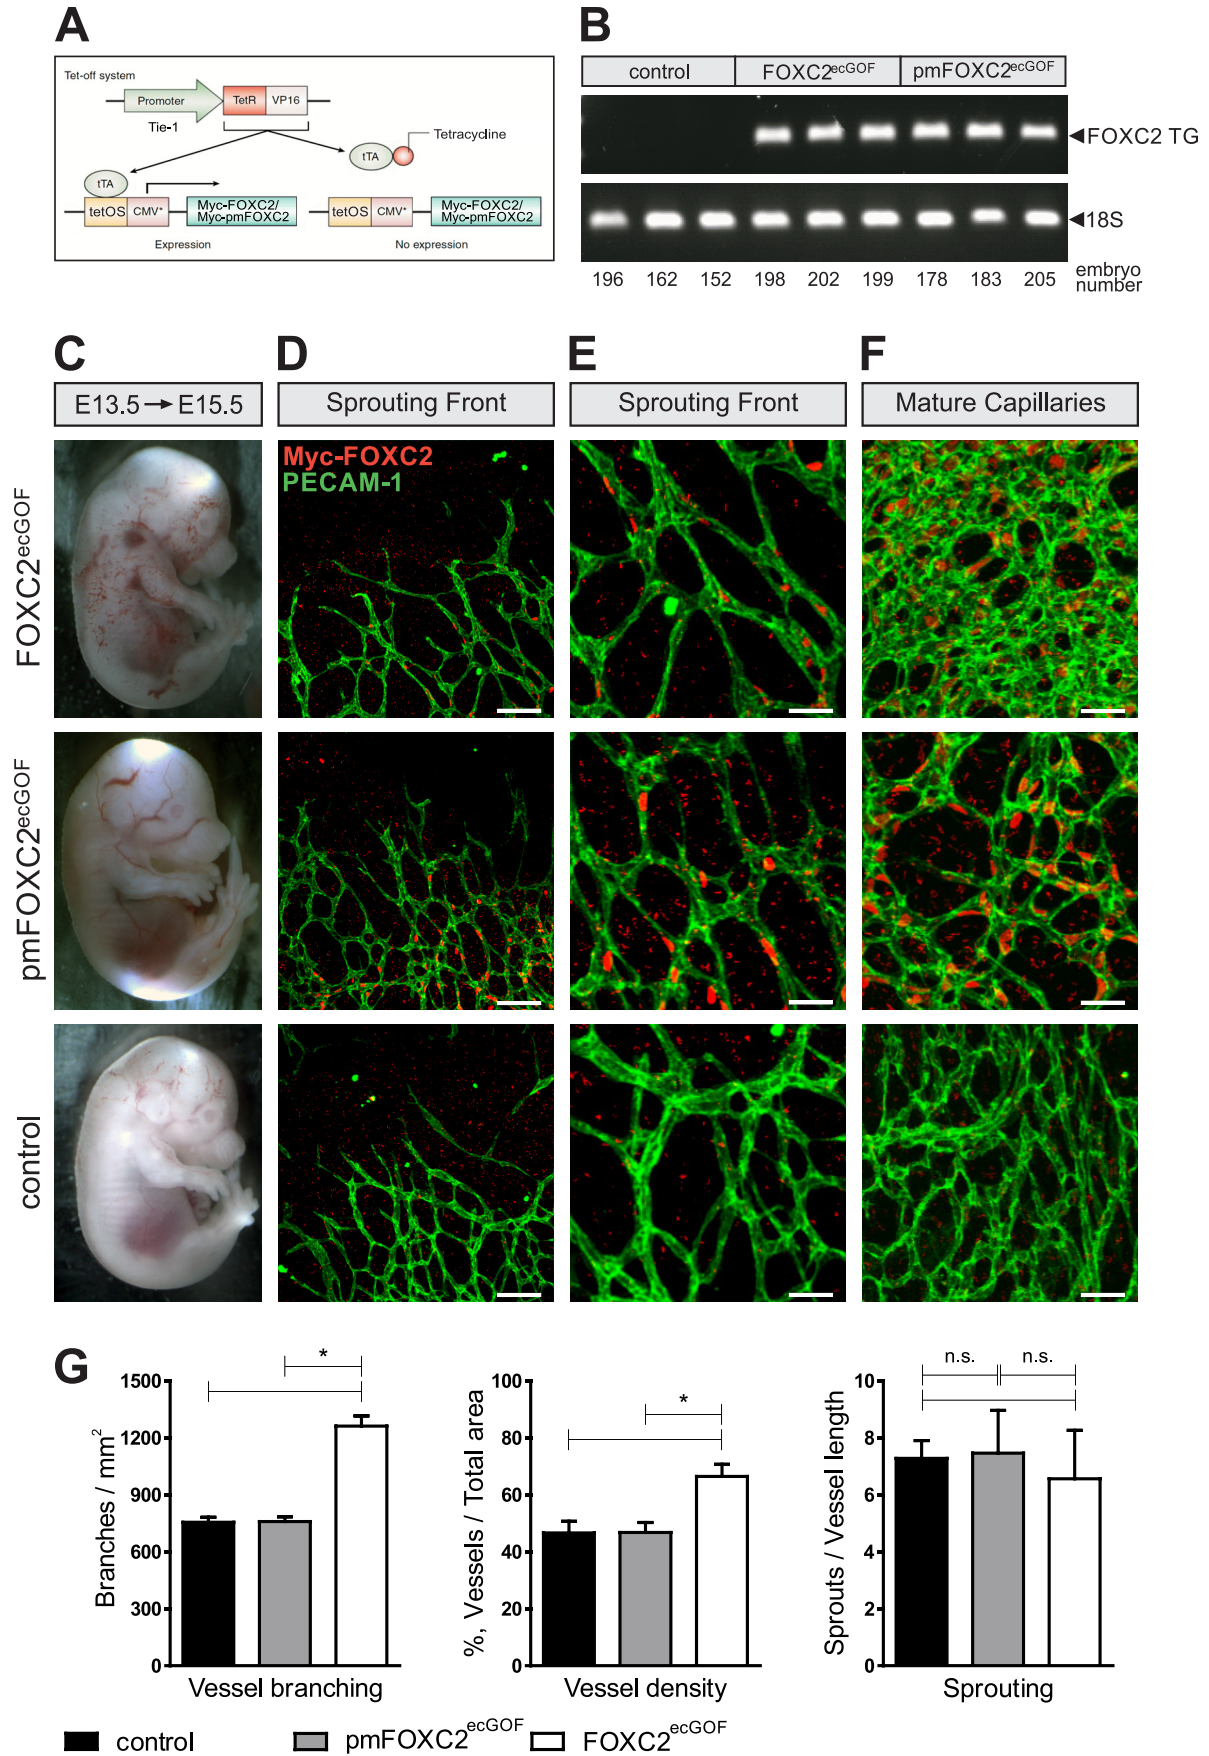 A
Tet-off system
Promoter
TetR
VP16
Tie-1
Tetracycline
tTA
tTA
tetOS
CMV*
Myc-FOXC2/
Myc-pmFOXC2
tetOS
CMV*
Myc-FOXC2/
Myc-pmFOXC2
Expression
No expression
B
control
FOXC2ecGOF
pmFOXC2ecGOF
FOXC2 TG
18S
196 162 152 198 202 199 178 183 205
embryo
number
C
D
E
F
E13.5→E15.5
Sprouting Front
Sprouting Front
Mature Capillaries
FOXC2ecGOF
Myc-FOXC2
PECAM-1
pmFOXC2ecGOF
control
G
Branches / mm2
1500
1200
900
600
300
0
*
Vessel branching
%, Vessels / Total area
100
80
60
40
20
0
*
Vessel density
Sprouts / Vessel length
10
8
6
4
2
0
n.s.
n.s.
Sprouting
control
pmFOXC2ecGOF
FOXC2ecGOF